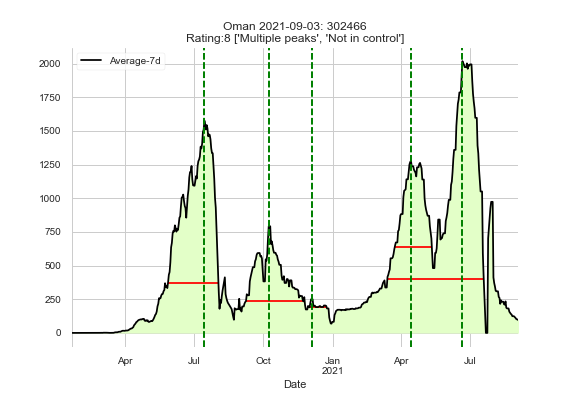 Oman 2021-09-03: 302466
Rating:8 ['Multiple peaks', 'Not in control']
Average-7d
2000
1750
1500
1250
1000
750
500
250
0
Apr
Jul
Oct
Jan
2021
Apr
Jul
Date